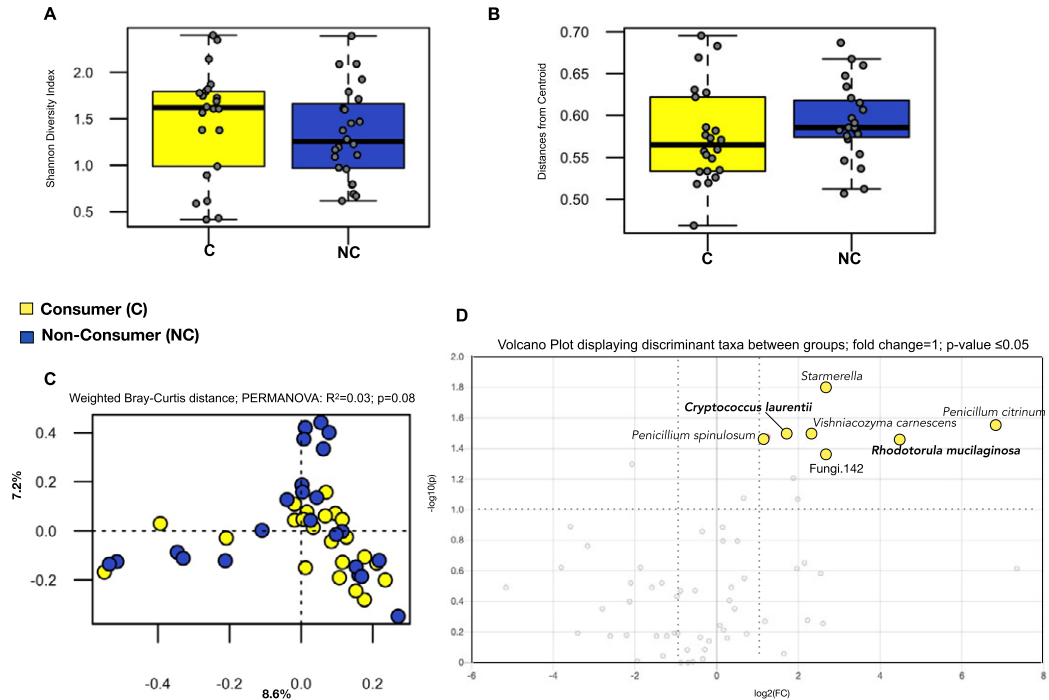 A
Shannon Diversity Index
2.0
1.5
1.0
0.5
C
NC
B
Distances from Centroid
0.70
0.65
0.60
0.55
0.50
C
NC
Consumer (C)
Non-Consumer (NC)
C
Weighted Bray-Curtis distance; PERMANOVA: R²=0.03; p=0.08
7.2%
0.4
0.2
0.0
-0.2
-0.4
0.0
0.2
8.6%
D
Volcano Plot displaying discriminant taxa between groups; fold change=1; p-value ≤0.05
-log10(p)
2.0
1.8
1.6
1.4
1.2
1.0
0.8
0.6
0.4
0.2
0
Starmerella
Cryptococcus laurentii
Penicillum citrinum
Vishniacozyma carnescens
Penicillium spinulosum
Rhodotorula mucilaginosa
Fungi.142
-6
-4
-2
0
2
4
6
8
log2(FC)